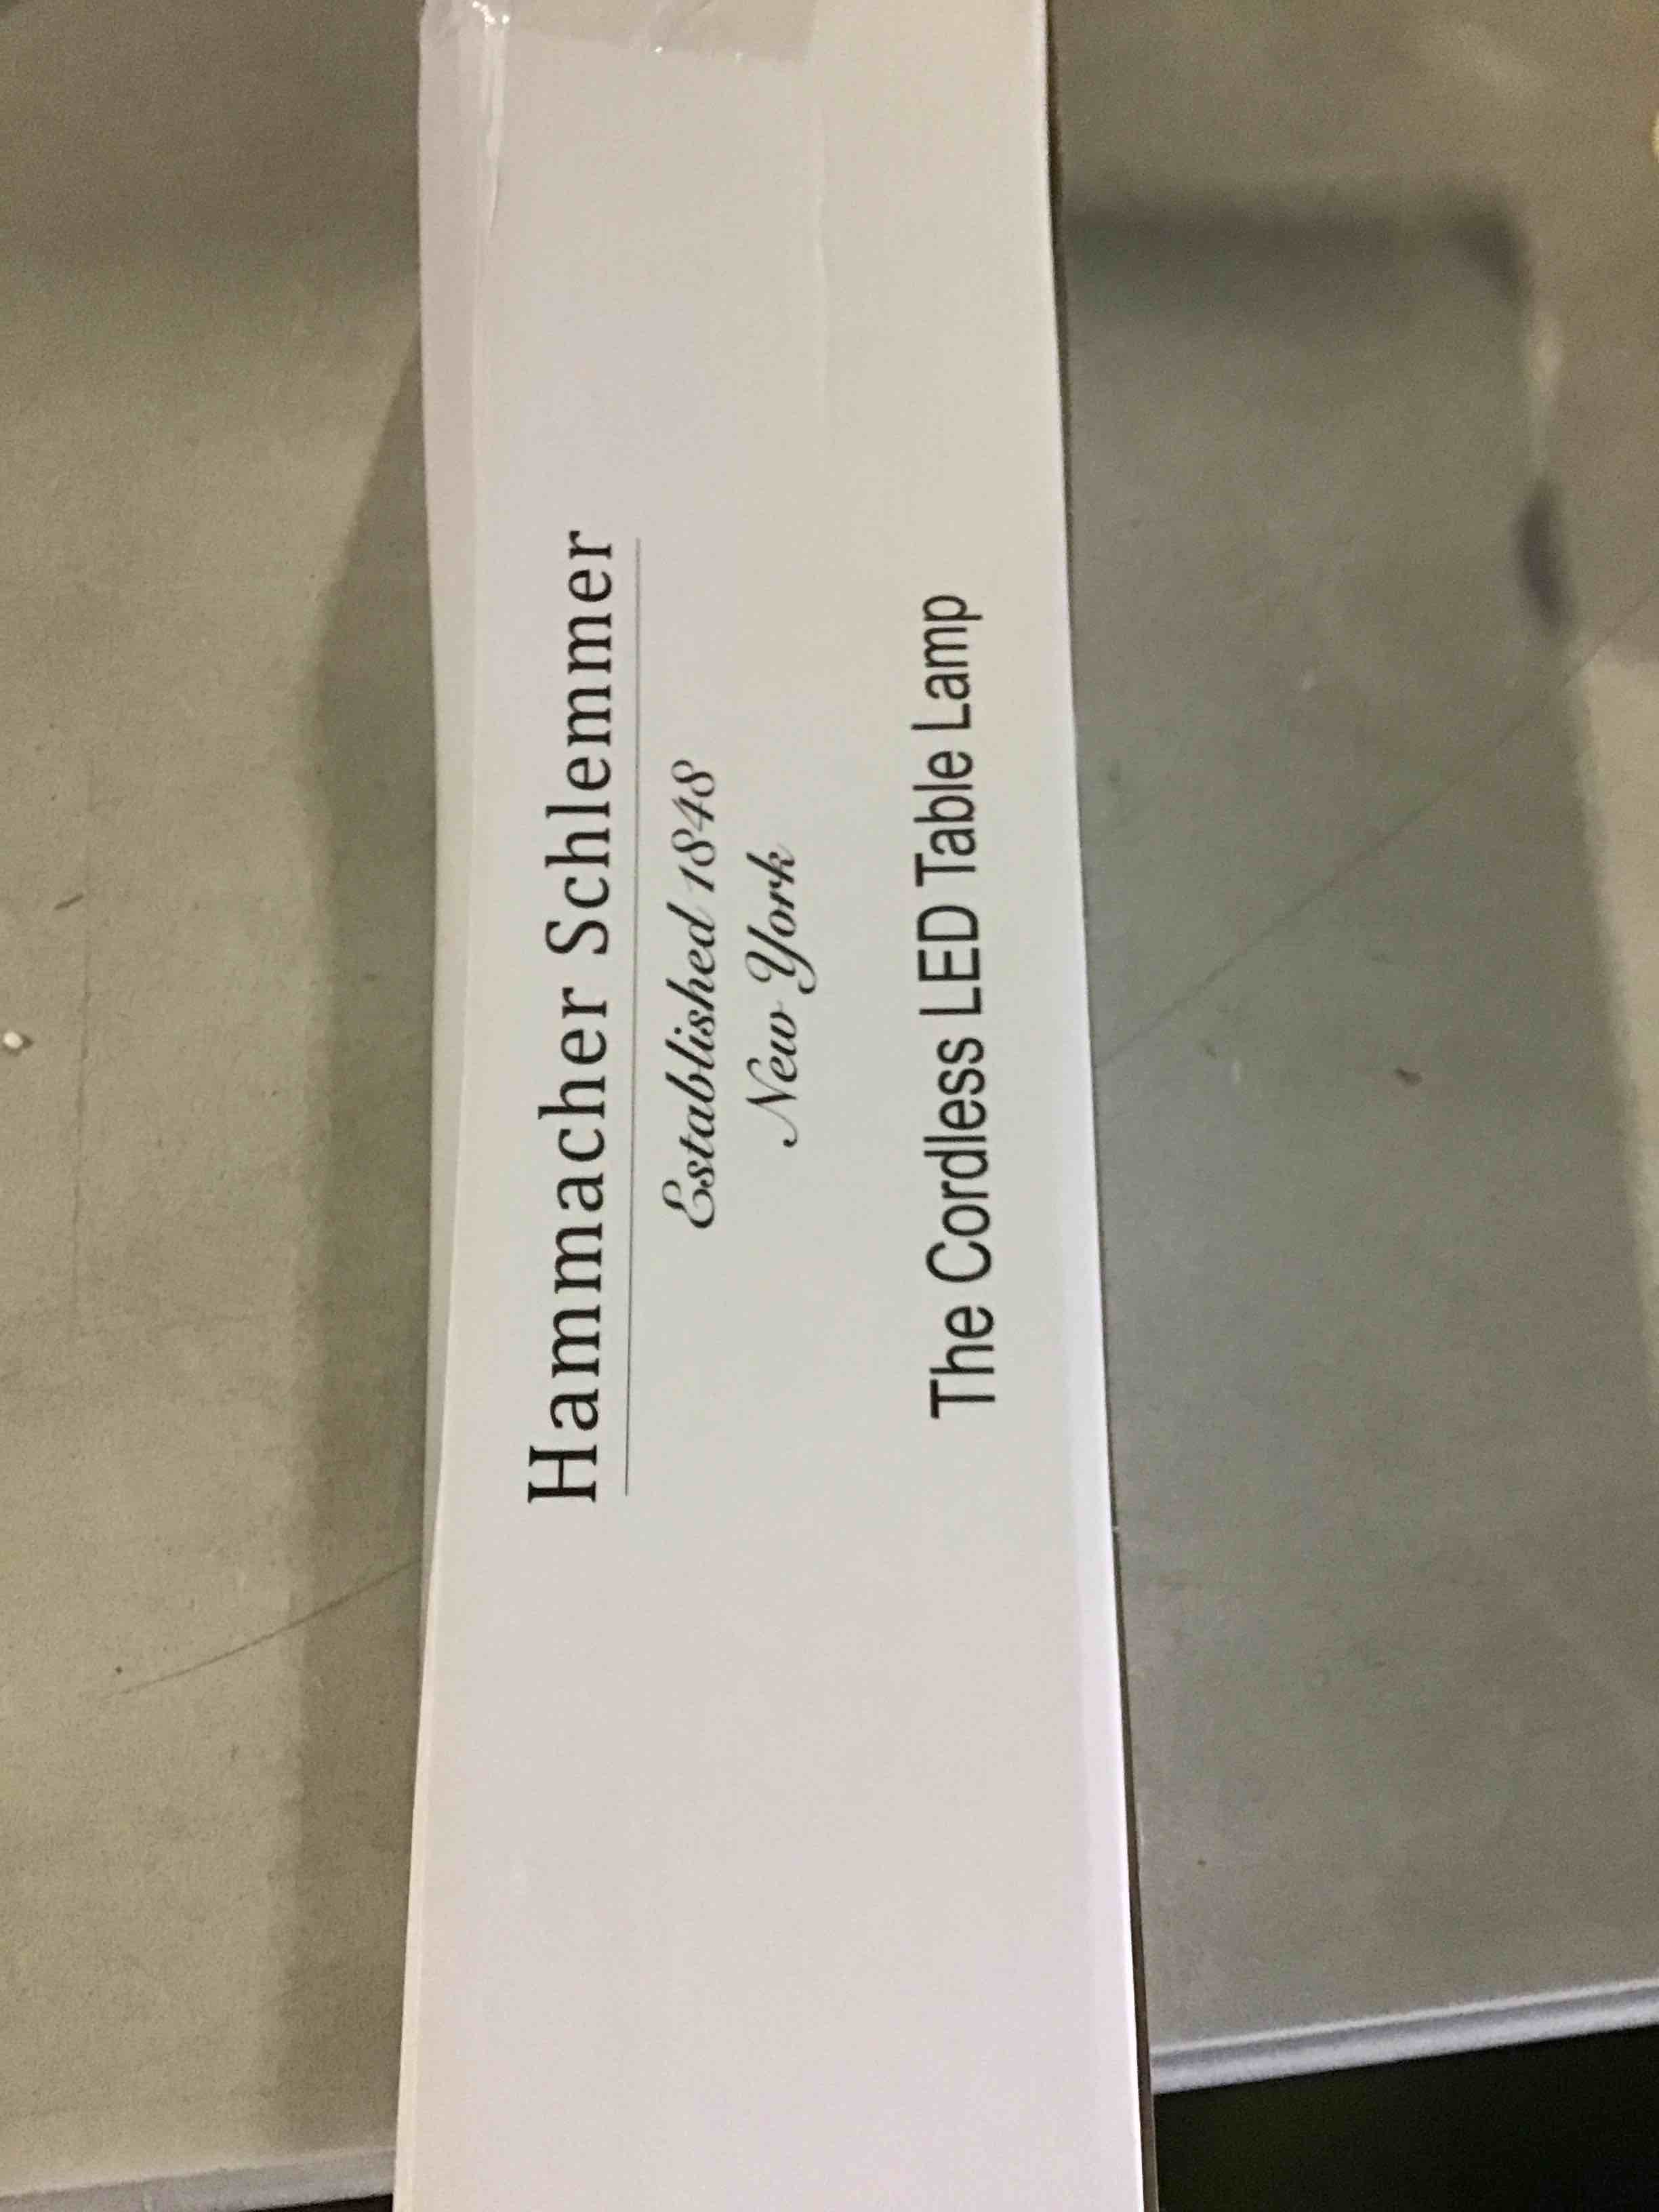 Hammacher Schlemmer
Established 1848
New York
The Cordless LED Table Lamp